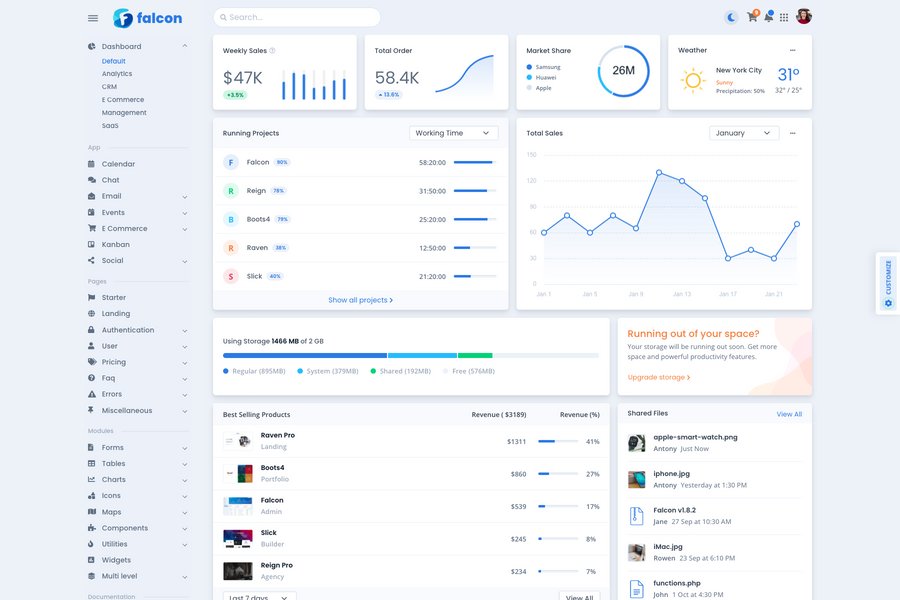 falcon
Search...
Dashboard
Default
Analytics
CRM
E Commerce
Management
SaaS
App
Calendar
Chat
Email
Events
E Commerce
Kanban
Social
Pages
Starter
Landing
Authentication
User
Pricing
Faq
Errors
Miscellaneous
Modules
Forms
Tables
Charts
Icons
Maps
Components
Utilities
Widgets
Multi level
Documentation
Weekly Sales
$47K
+3.5%
Total Order
58.4K
13.6%
Market Share
Samsung
Huawei
Apple
26M
Weather
New York City
Sunny
Precipitation: 50%
31°
32° / 25°
Running Projects
Working Time
F Falcon 80% 58:20:00
R Reign 78% 31:50:00
B Boots4 79% 25:20:00
R Raven 38% 12:50:00
S Slick 40% 21:20:00
Show all projects
Total Sales
January
150
120
90
60
30
0
Jan 1 Jan 5 Jan 9 Jan 13 Jan 17 Jan 21
Using Storage 1466 MB of 2 GB
Regular (895MB) System (379MB) Shared (192MB) Free (576MB)
Running out of your space?
Your storage will be running out soon. Get more
space and powerful productivity features.
Upgrade storage
Best Selling Products Revenue ( $3189) Revenue (%)
Raven Pro
Landing
$1311 41%
Boots4
Portfolio
$860 27%
Falcon
Admin
$539 17%
Slick
Builder
$245 8%
Reign Pro
Agency
$234 7%
Last 7 days
View All
Shared Files View All
apple-smart-watch.png
Antony Just Now
iphone.jpg
Antony Yesterday at 1:30 PM
Falcon v1.8.2
Jane 27 Sep at 10:30 AM
iMac.jpg
Rowen 23 Sep at 6:10 PM
functions.php
John 1 Oct at 4:30 PM
CUSTOMIZE